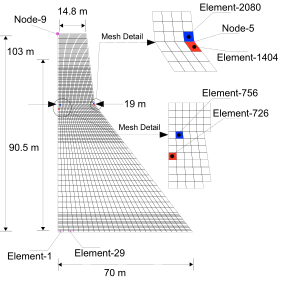 14.8 m
Node-9
Element-2080
Node-5
Mesh Detail
Element-1404
103 m
19 m
Element-756
Element-726
Mesh Detail
90.5 m
Element-1
Element-29
70 m